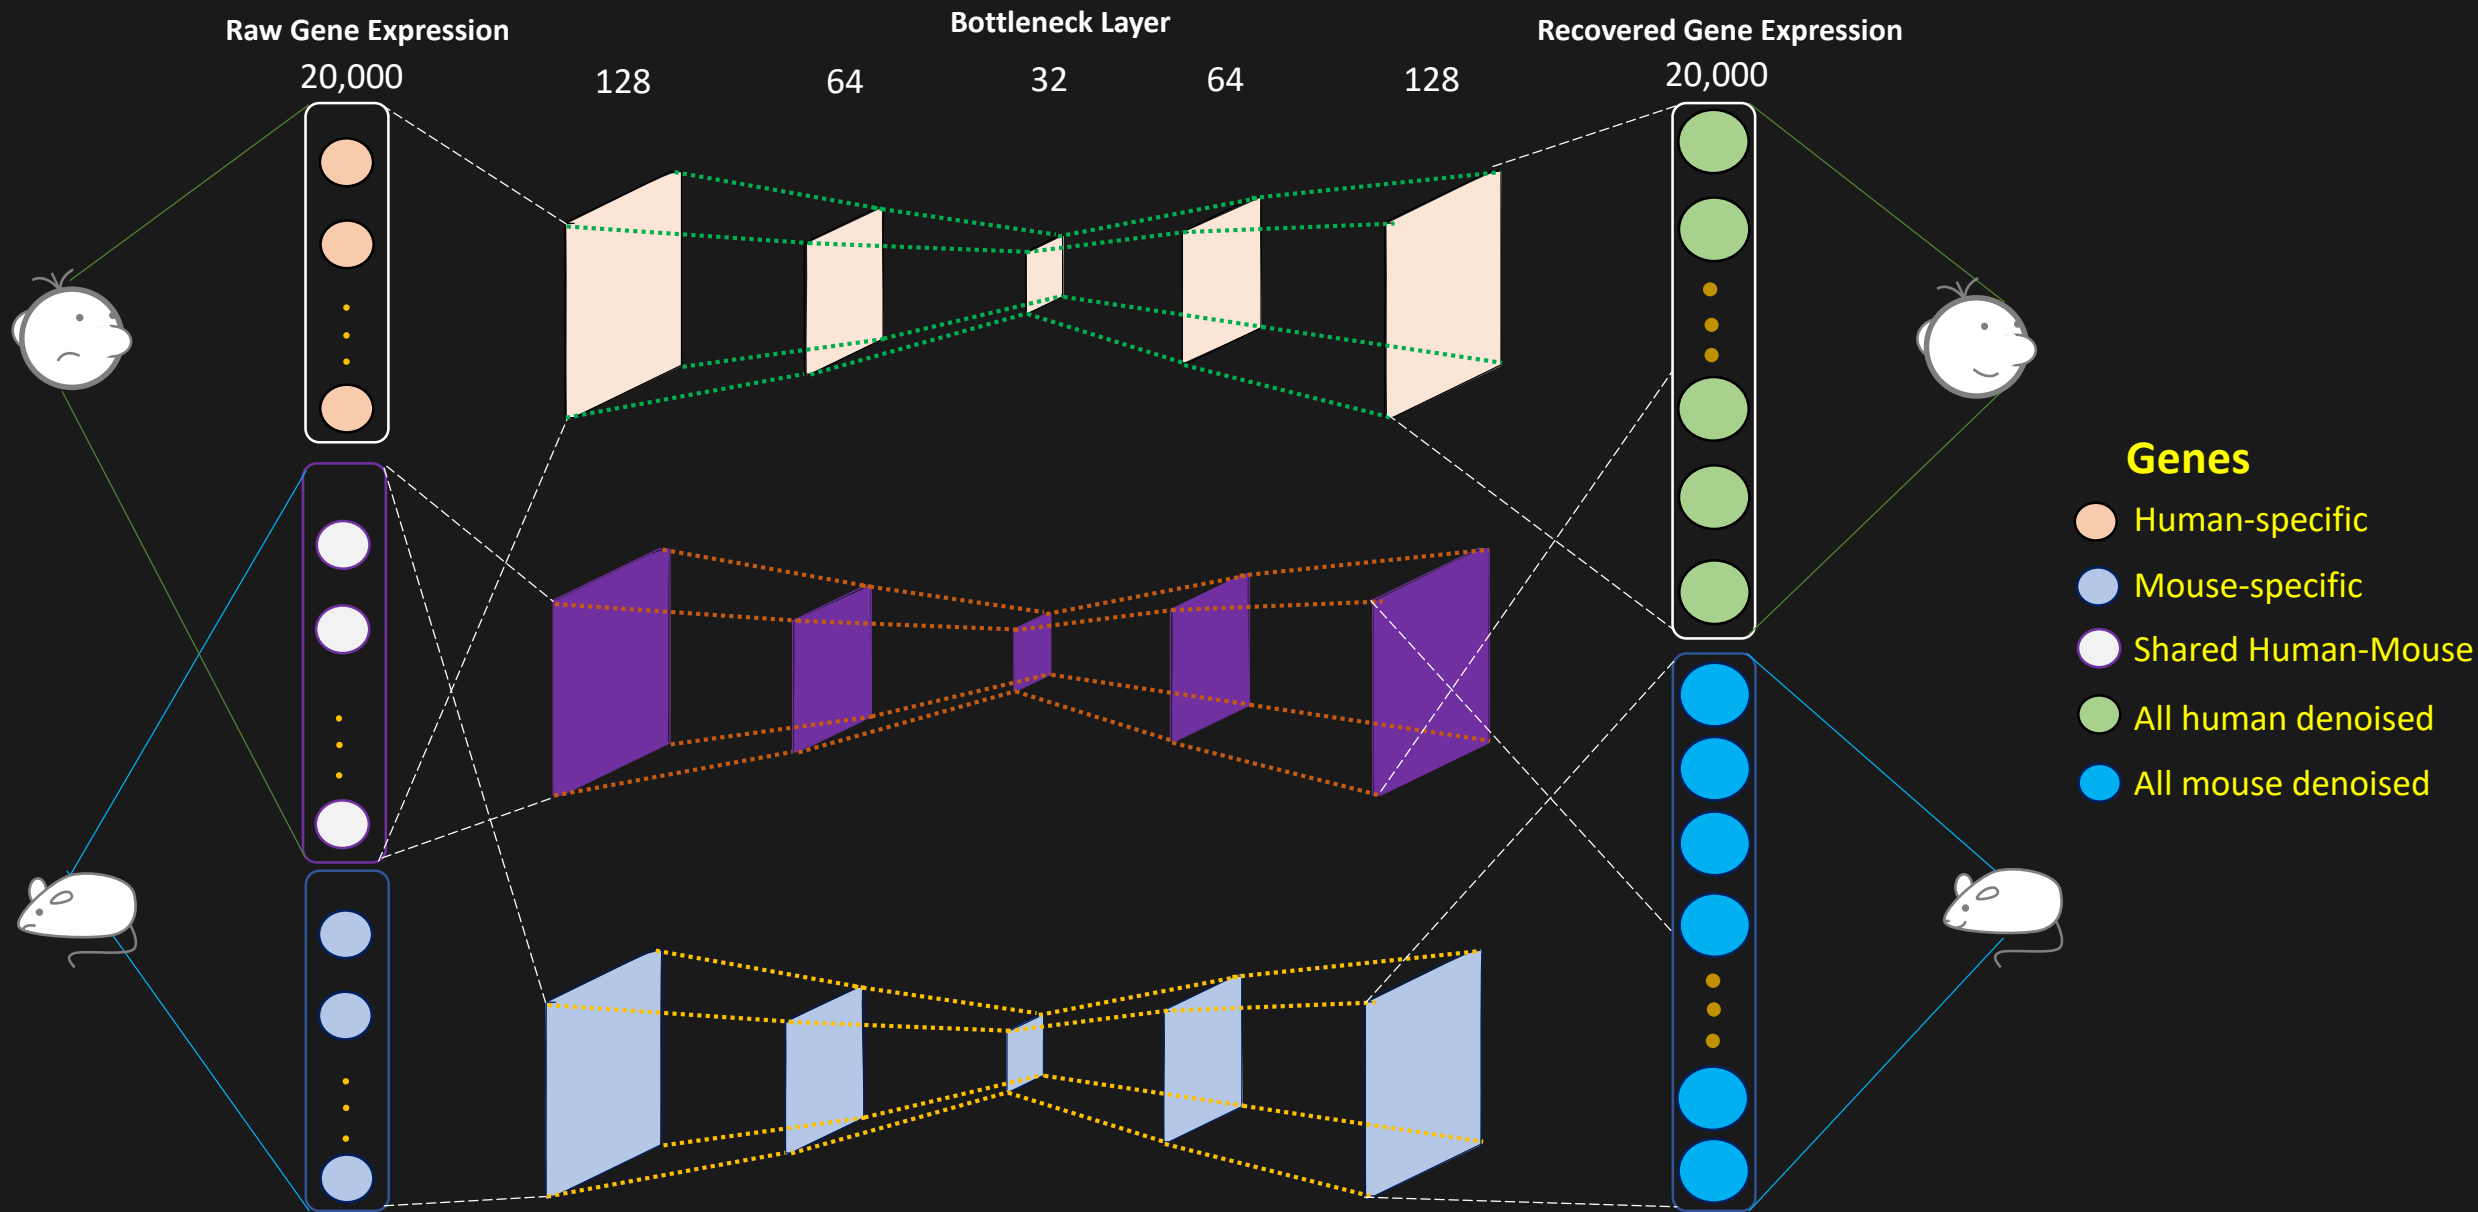 Raw Gene Expression
Bottleneck Layer
Recovered Gene Expression
20,000
128
64
32
64
128
20,000
Genes
Human-specific
Mouse-specific
Shared Human-Mouse
All human denoised
All mouse denoised